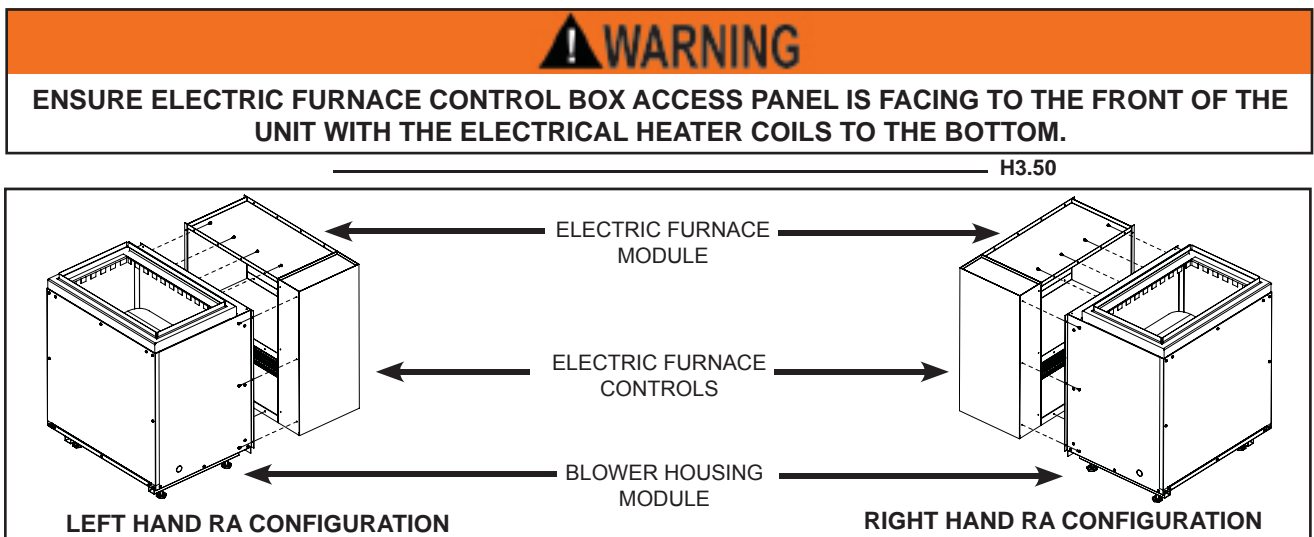 WARNING
ENSURE ELECTRIC FURNACE CONTROL BOX ACCESS PANEL IS FACING TO THE FRONT OF THE
UNIT WITH THE ELECTRICAL HEATER COILS TO THE BOTTOM.
H3.50
ELECTRIC FURNACE
MODULE
ELECTRIC FURNACE
CONTROLS
BLOWER HOUSING
MODULE
LEFT HAND RA CONFIGURATION
RIGHT HAND RA CONFIGURATION